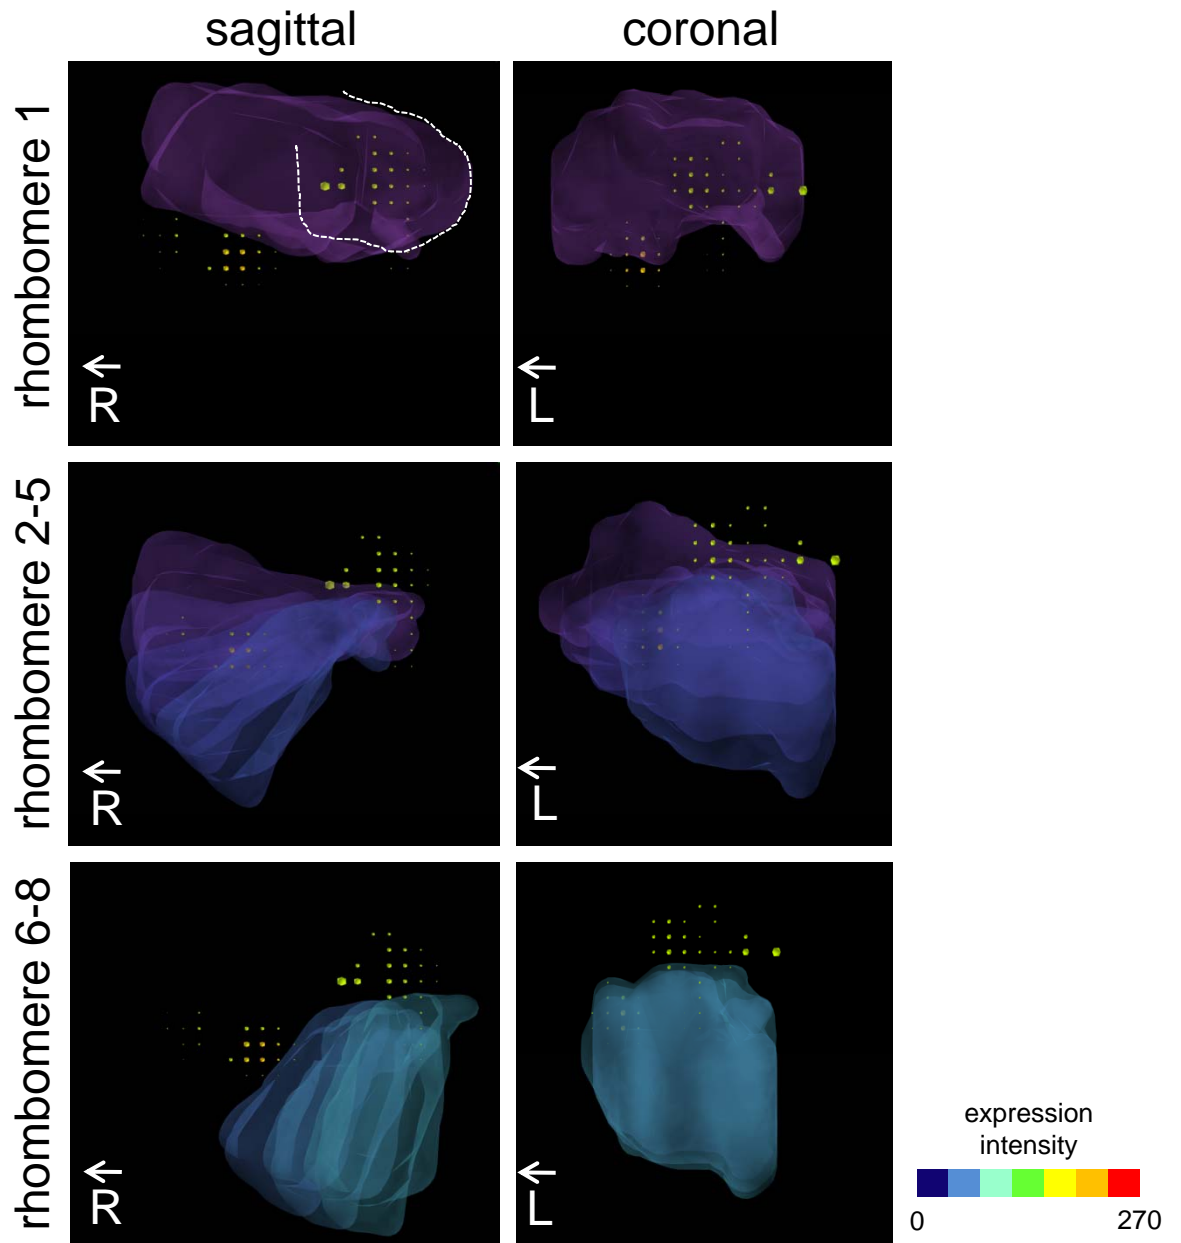 sagittal
coronal
rhombomere 1
R
L
rhombomere 2-5
R
L
rhombomere 6-8
R
L
expression
intensity
0
270